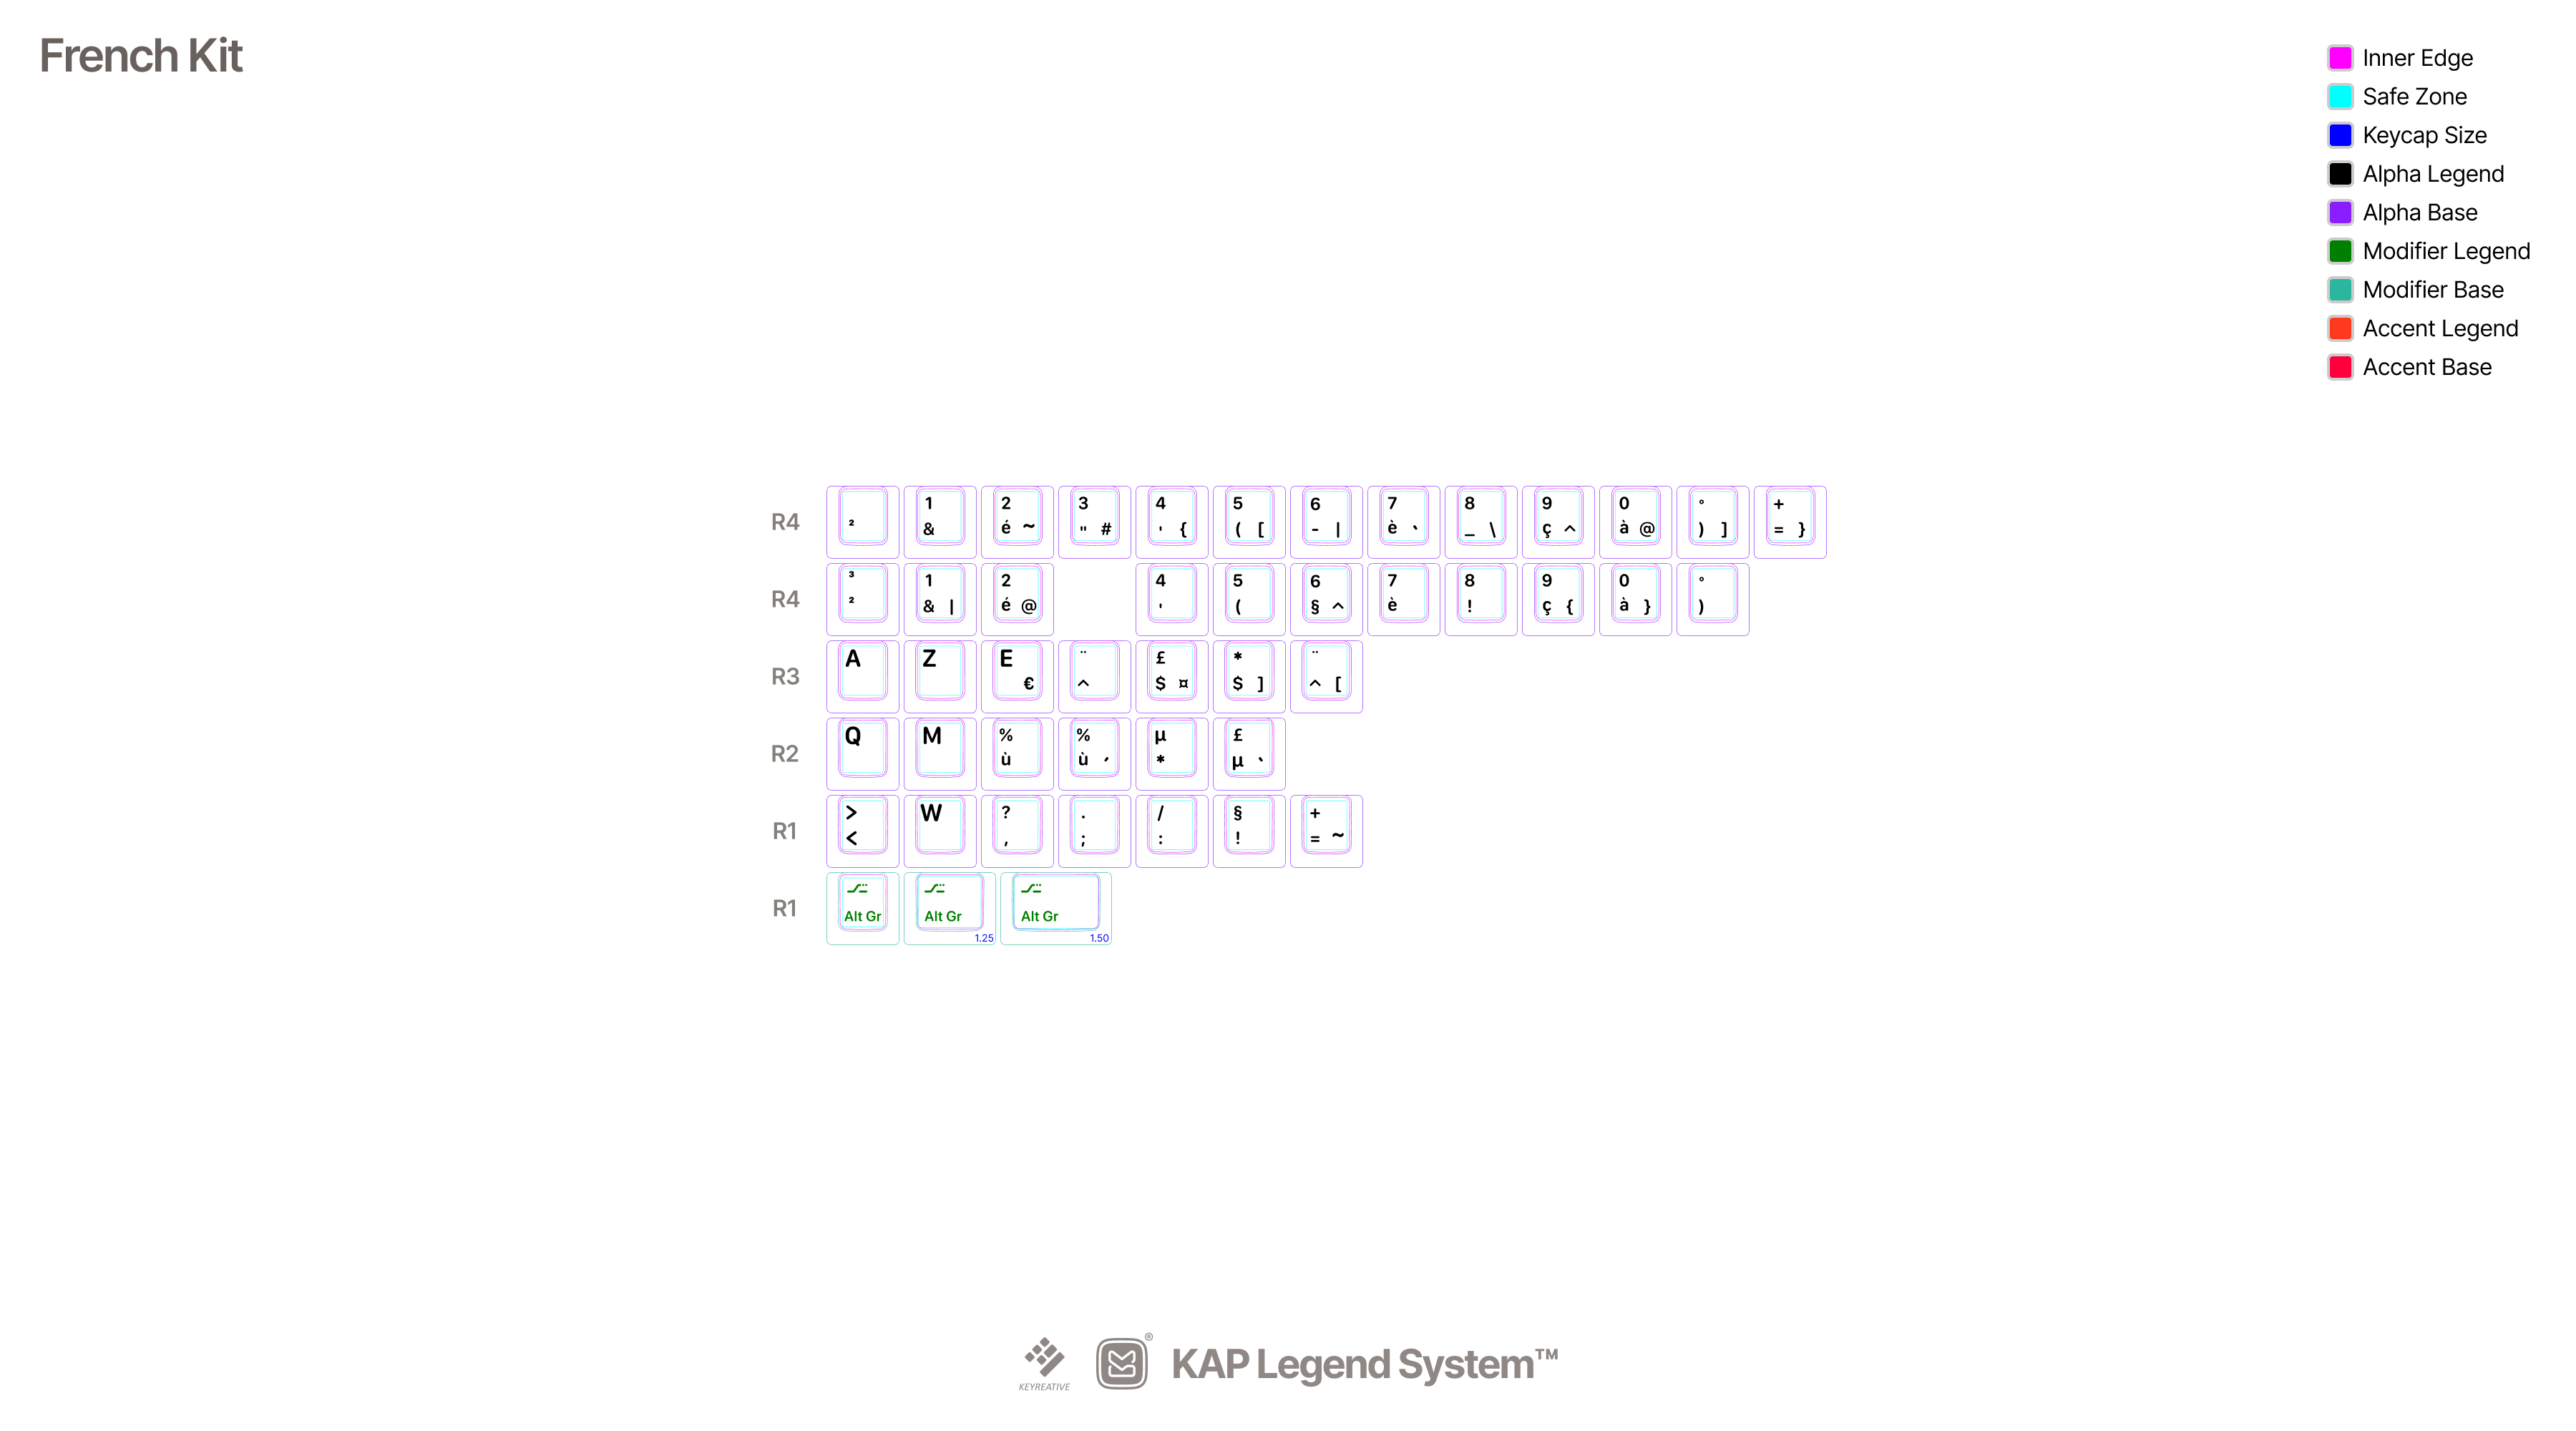 French Kit
Inner Edge
Safe Zone
Keycap Size
Alpha Legend
Alpha Base
Modifier Legend
Modifier Base
Accent Legend
Accent Base
R4
²
1 &
2 é ~
3 " #
4 ' {
5 ( [
6 - |
7 è `
8 _ \
9 ç ^
0 à @
° ) ]
+ = }
R4
³ ²
1 & |
2 é @
4 '
5 (
6 § ^
7 è
8 !
9 ç {
0 à }
° )
R3
A
Z
E €
¨ ^
£ $ ¤
* $ ]
¨ ^ [
R2
Q
M
% ù
% ù ´
µ *
£ µ `
R1
> <
W
? ,
. ;
/ :
§ !
+ = ~
R1
Alt Gr
Alt Gr
1.25
Alt Gr
1.50
KEYREATIVE
®
KAP Legend System™